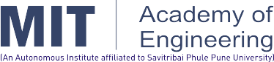 MIT
Academy of
Engineering
(An Autonomous Institute affiliated to Savitribai Phule Pune University)